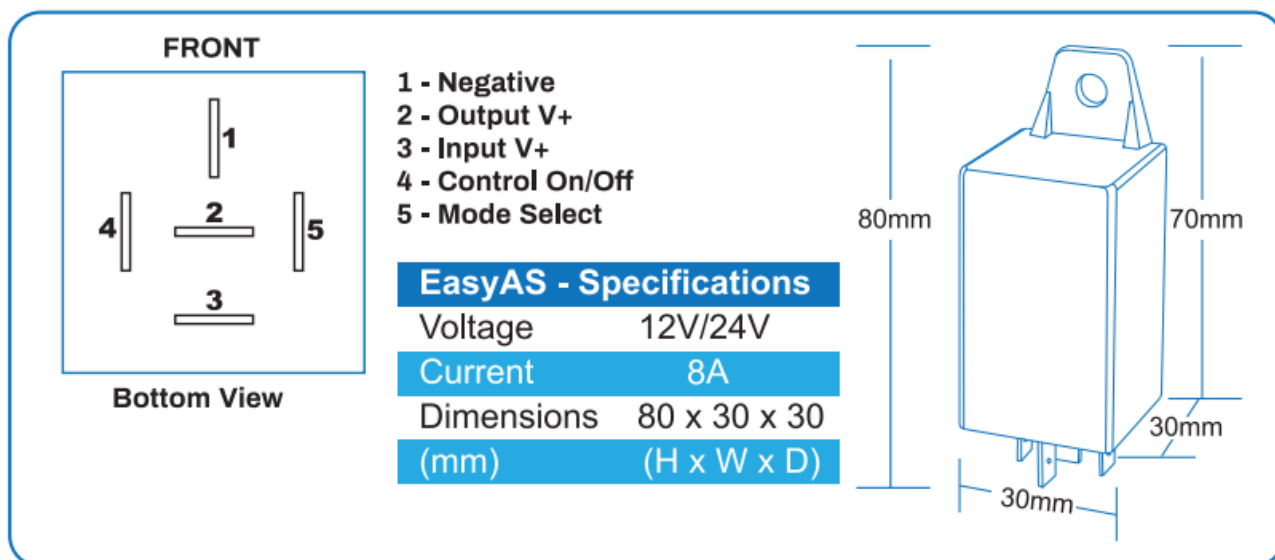 FRONT
1
2
4
5
3
Bottom View
1 - Negative
2 - Output V+
3 - Input V+
4 - Control On/Off
5 - Mode Select
EasyAS - Specifications
Voltage 12V/24V
Current 8A
Dimensions 80 x 30 x 30
(mm) (H x W x D)
80mm
70mm
30mm
30mm